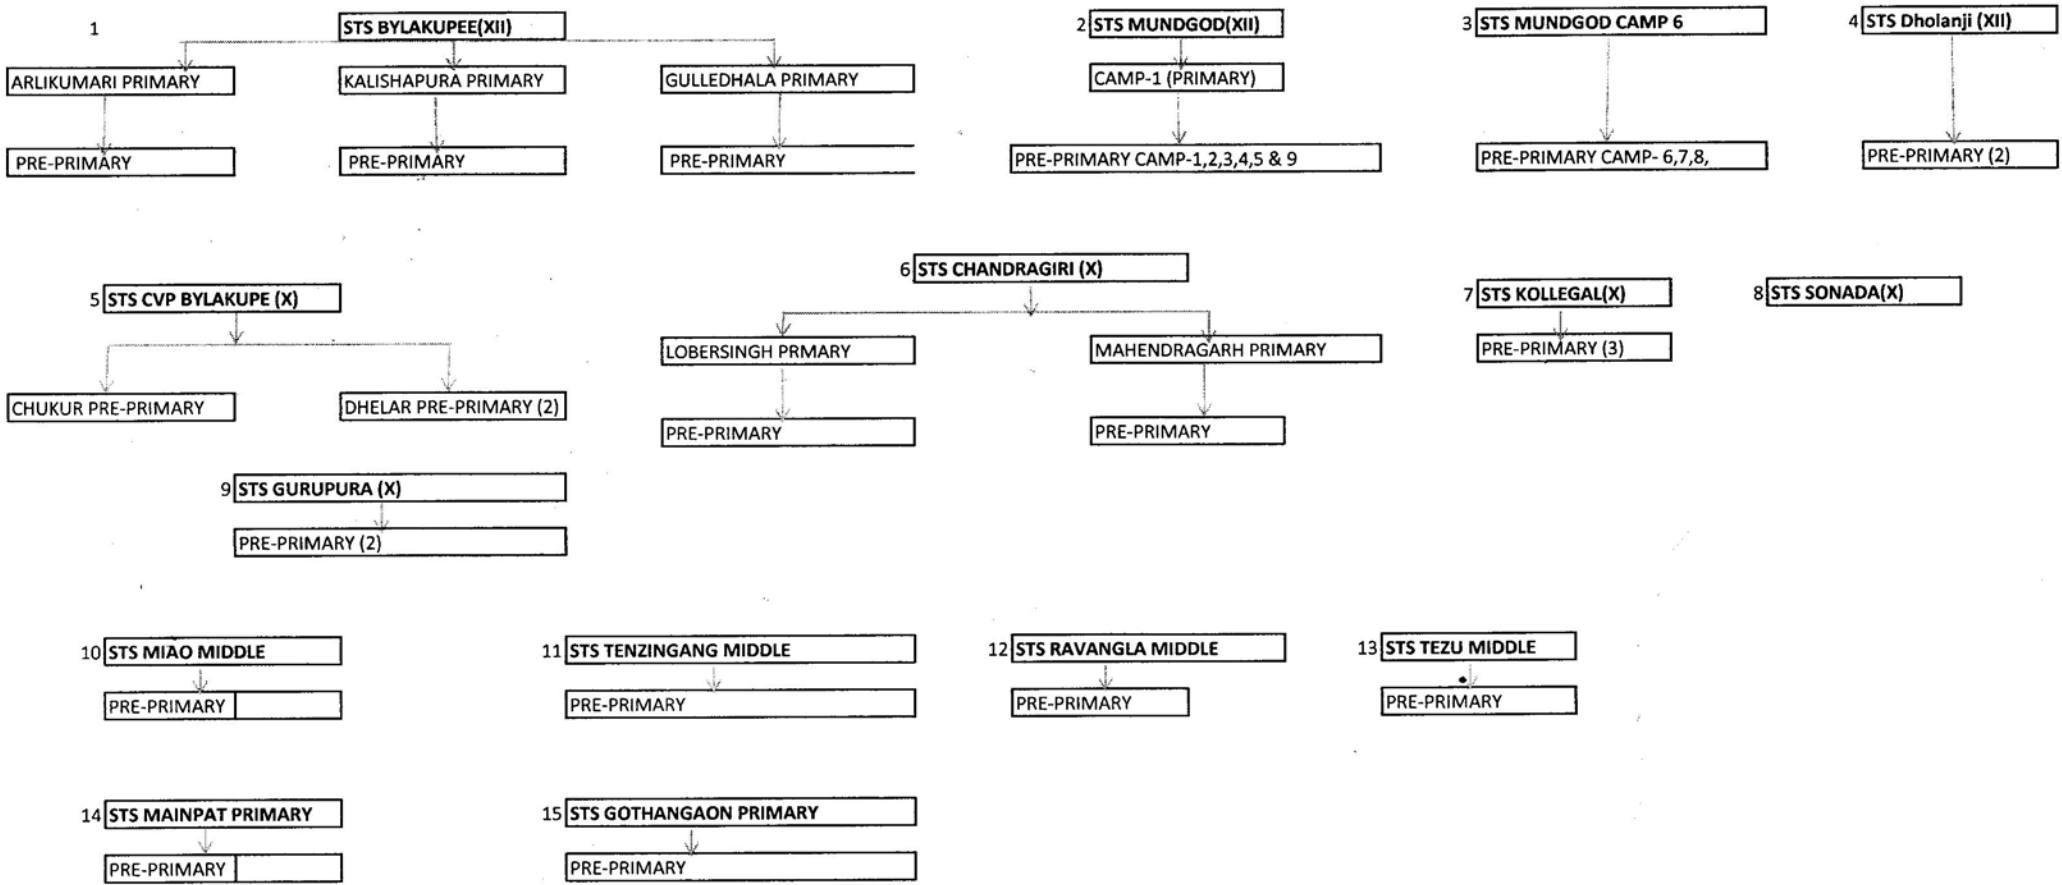 1 STS BYLAKUPEE(XII)
2 STS MUNDGOD(XII)
3 STS MUNDGOD CAMP 6
4 STS Dholanji (XII)
ARLIKUMARI PRIMARY
KALISHAPURA PRIMARY
GULLEDHALA PRIMARY
CAMP-1 (PRIMARY)
PRE-PRIMARY
PRE-PRIMARY
PRE-PRIMARY
PRE-PRIMARY CAMP-1,2,3,4,5 & 9
PRE-PRIMARY CAMP- 6,7,8,
PRE-PRIMARY (2)
5 STS CVP BYLAKUPE (X)
6 STS CHANDRAGIRI (X)
7 STS KOLLEGAL(X)
8 STS SONADA(X)
LOBERSINGH PRMARY
MAHENDRAGARH PRIMARY
PRE-PRIMARY (3)
CHUKUR PRE-PRIMARY
DHELAR PRE-PRIMARY (2)
PRE-PRIMARY
PRE-PRIMARY
9 STS GURUPURA (X)
PRE-PRIMARY (2)
10 STS MIAO MIDDLE
11 STS TENZINGANG MIDDLE
12 STS RAVANGLA MIDDLE
13 STS TEZU MIDDLE
PRE-PRIMARY
PRE-PRIMARY
PRE-PRIMARY
PRE-PRIMARY
14 STS MAINPAT PRIMARY
15 STS GOTHANGAON PRIMARY
PRE-PRIMARY
PRE-PRIMARY